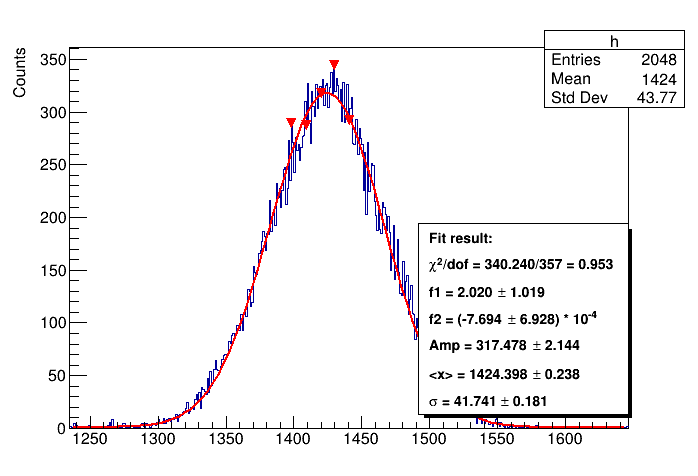 h
Entries 2048
Mean 1424
Std Dev 43.77
Counts
350
300
250
200
150
100
50
0
Fit result:
χ²/dof = 340.240/357 = 0.953
f1 = 2.020 ± 1.019
f2 = (-7.694 ± 6.928) * 10⁻⁴
Amp = 317.478 ± 2.144
<x> = 1424.398 ± 0.238
σ = 41.741 ± 0.181
1250 1300 1350 1400 1450 1500 1550 1600